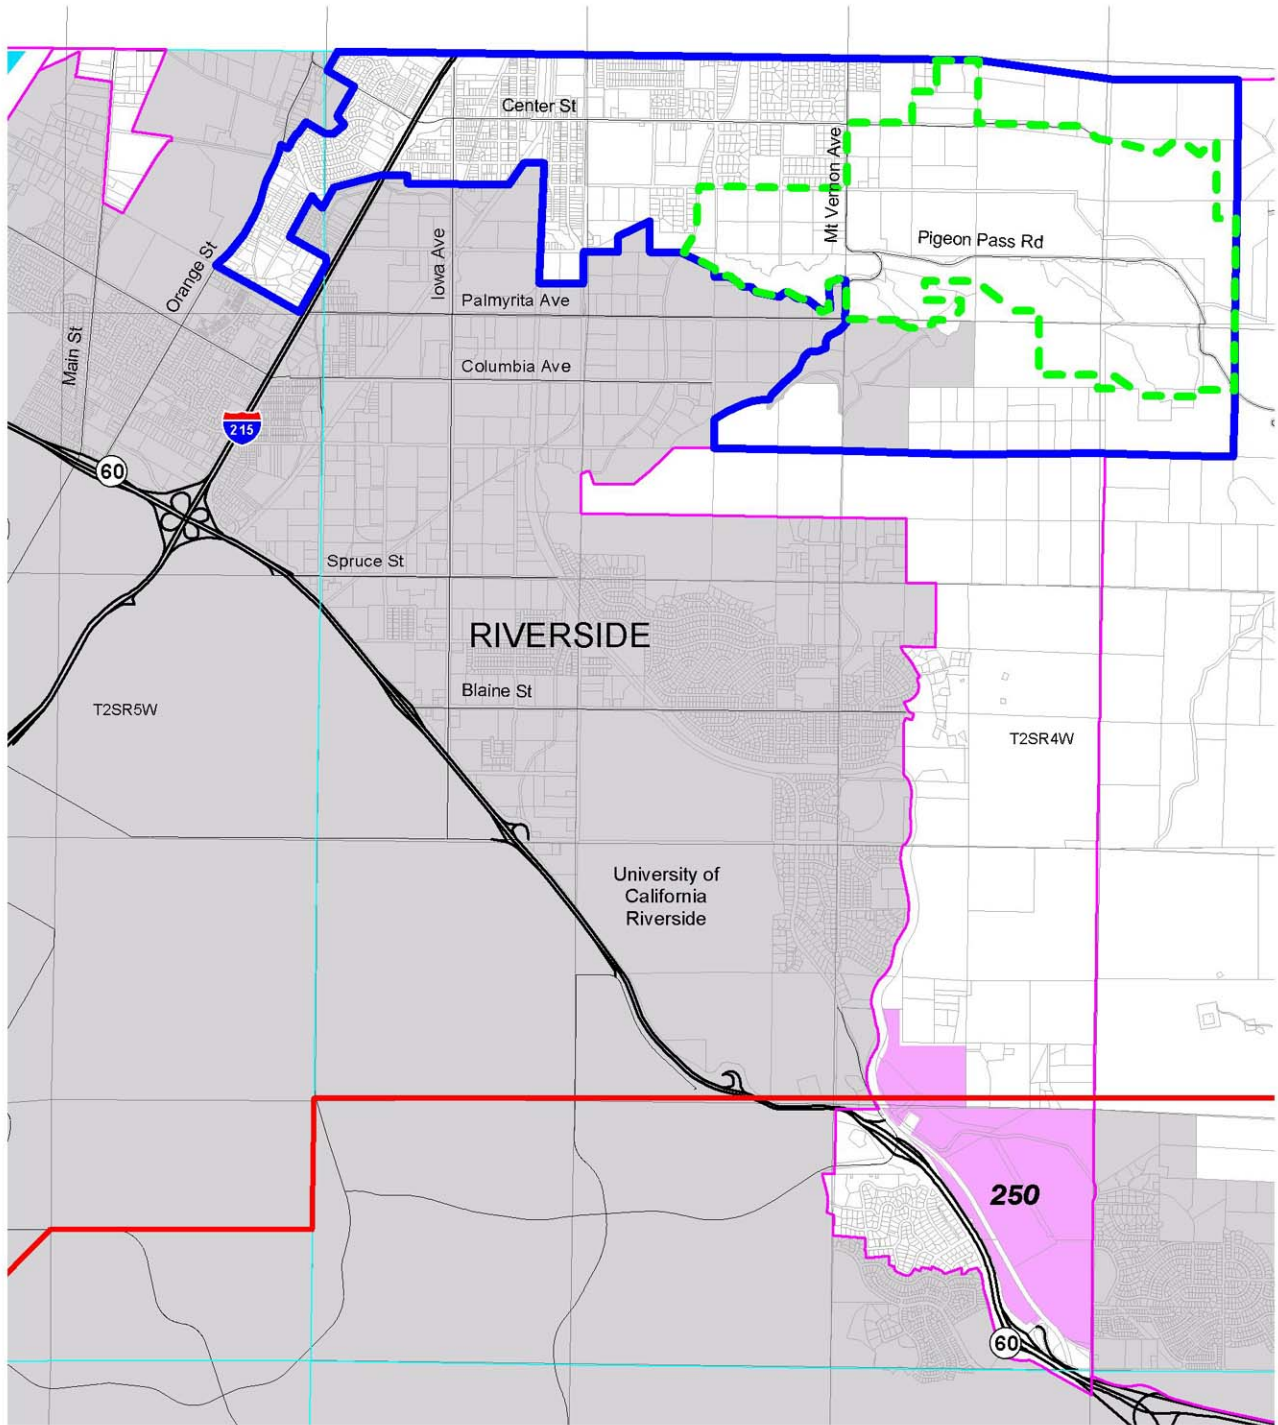 Center St
Mt Vernon Ave
Pigeon Pass Rd
Orange St
Iowa Ave
Palmyrita Ave
Main St
Columbia Ave
215
60
Spruce St
RIVERSIDE
Blaine St
T2SR5W
T2SR4W
University of
California
Riverside
250
60